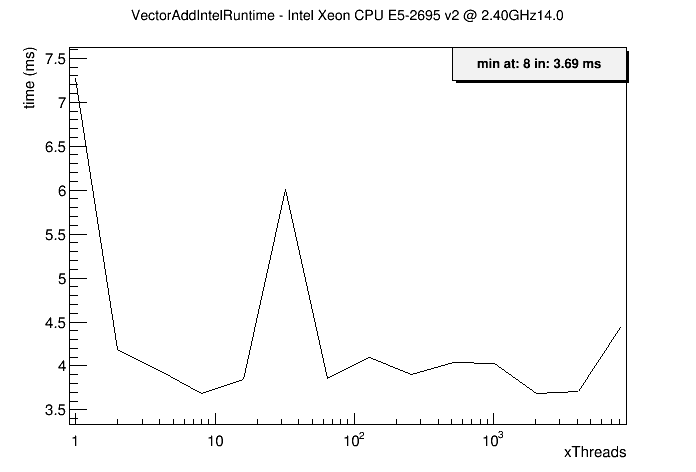 VectorAddIntelRuntime - Intel Xeon CPU E5-2695 v2 @ 2.40GHz14.0
min at: 8 in: 3.69 ms
time (ms)
7.5
7
6.5
6
5.5
5
4.5
4
3.5
1 10 10² 10³
xThreads